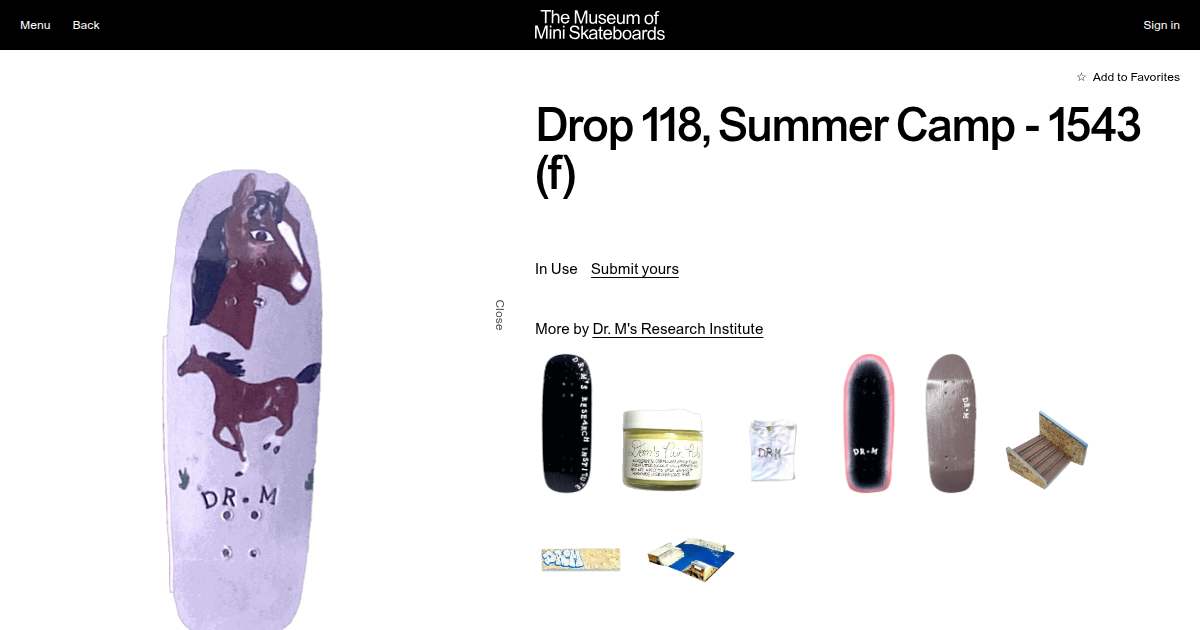 Menu
Back
The Museum of
Mini Skateboards
Sign in
☆ Add to Favorites
Drop 118, Summer Camp - 1543
(f)
In Use Submit yours
Close
More by Dr. M's Research Institute
DR. M
DR. M'S RESEARCH INSTITUTE
DR M
DR. M
DR. M
DRM